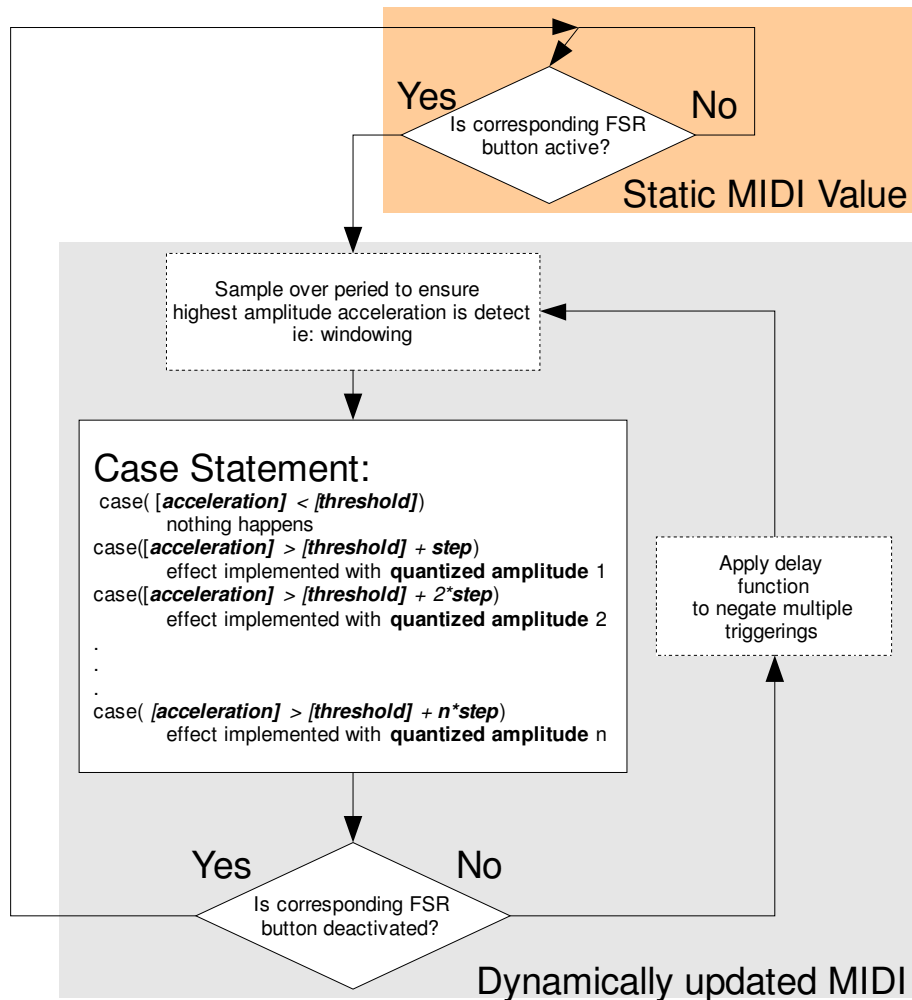 Yes
No
Is corresponding FSR
button active?
Static MIDI Value
Sample over peried to ensure
highest amplitude acceleration is detect
ie: windowing
Case Statement:
case( [acceleration] < [threshold])
nothing happens
case([acceleration] > [threshold] + step)
effect implemented with quantized amplitude 1
case([acceleration] > [threshold] + 2*step)
effect implemented with quantized amplitude 2
.
.
.
case( [acceleration] > [threshold] + n*step)
effect implemented with quantized amplitude n
Apply delay
function
to negate multiple
triggerings
Yes
No
Is corresponding FSR
button deactivated?
Dynamically updated MIDI